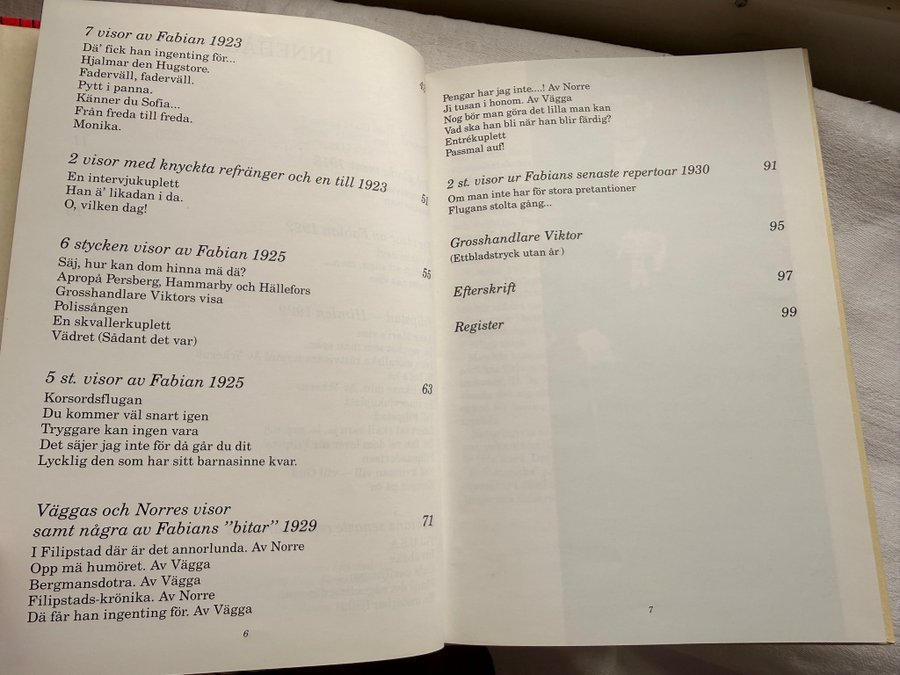 7 visor av Fabian 1923
Dä' fick han ingenting för...
Hjalmar den Hugstore.
Faderväll, faderväll.
Pytt i panna.
Känner du Sofia...
Från freda till freda.
Monika.
2 visor med knyckta refränger och en till 1923 51
En intervjukuplett
Han ä' likadan i da.
O, vilken dag!
6 stycken visor av Fabian 1925 55
Säj, hur kan dom hinna mä dä?
Apropå Persberg, Hammarby och Hällefors
Grosshandlare Viktors visa
Polissången
En skvallerkuplett
Vädret (Sådant det var)
5 st. visor av Fabian 1925 63
Korsordsflugan
Du kommer väl snart igen
Tryggare kan ingen vara
Det säjer jag inte för då går du dit
Lycklig den som har sitt barnasinne kvar.
Väggas och Norres visor
samt några av Fabians "bitar" 1929 71
I Filipstad där är det annorlunda. Av Norre
Opp mä humöret. Av Vägga
Bergmansdotra. Av Vägga
Filipstads-krönika. Av Norre
Dä får han ingenting för. Av Vägga
6
Pengar har jag inte....! Av Norre
Ji tusan i honom. Av Vägga
Nog bör man göra det lilla man kan
Vad ska han bli när han blir färdig?
Entrékuplett
Passmal auf!
2 st. visor ur Fabians senaste repertoar 1930 91
Om man inte har för stora pretantioner
Flugans stolta gång...
Grosshandlare Viktor 95
(Ettbladstryck utan år)
Efterskrift 97
Register 99
7